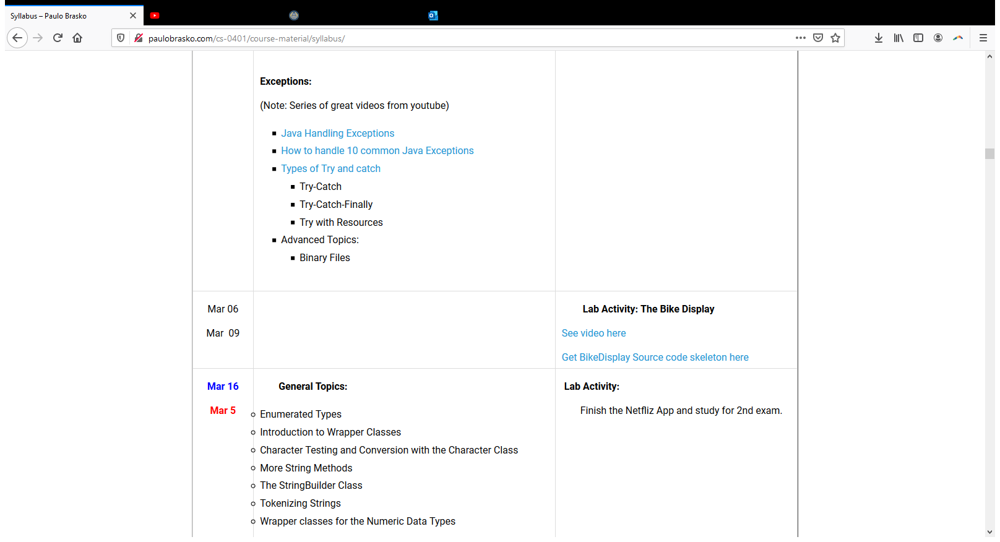 Syllabus – Paulo Brasko
paulobrasko.com/cs-0401/course-material/syllabus/
Exceptions:
(Note: Series of great videos from youtube)
Java Handling Exceptions
How to handle 10 common Java Exceptions
Types of Try and catch
Try-Catch
Try-Catch-Finally
Try with Resources
Advanced Topics:
Binary Files
Mar 06
Mar 09
Lab Activity: The Bike Display
See video here
Get BikeDisplay Source code skeleton here
Mar 16
Mar 5
General Topics:
Enumerated Types
Introduction to Wrapper Classes
Character Testing and Conversion with the Character Class
More String Methods
The StringBuilder Class
Tokenizing Strings
Wrapper classes for the Numeric Data Types
Lab Activity:
Finish the Netfliz App and study for 2nd exam.